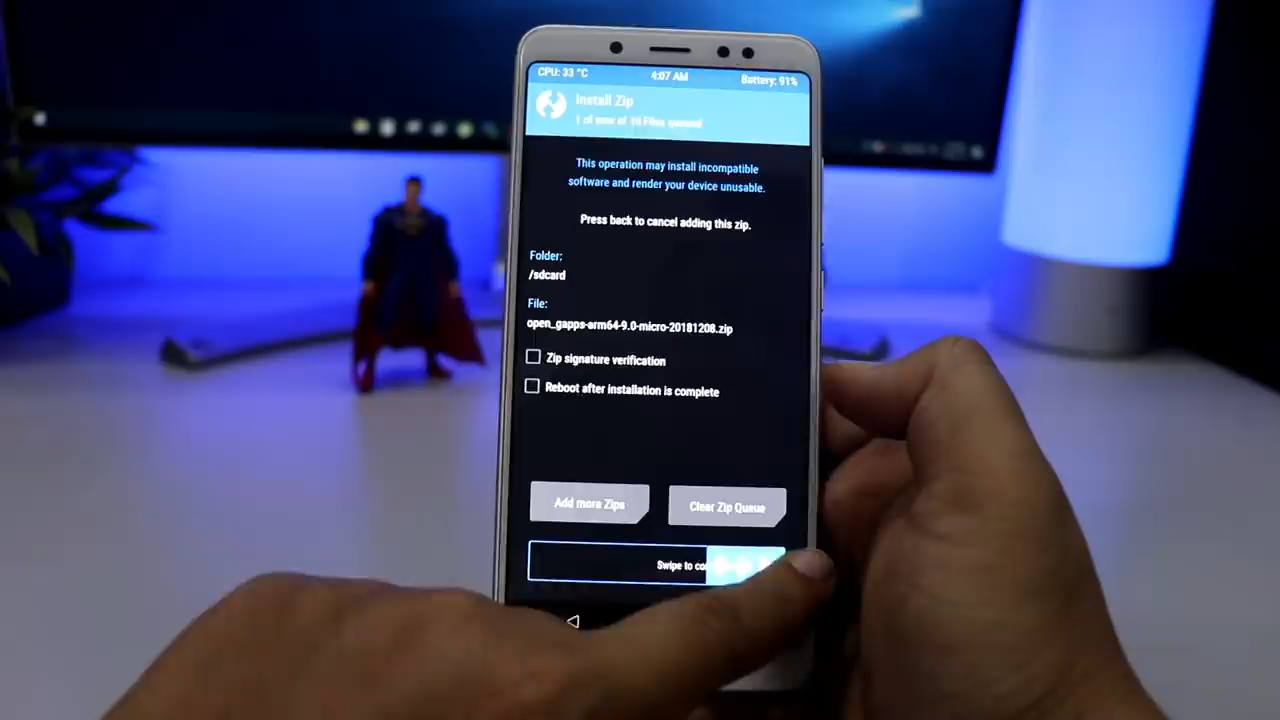 CPU: 33 °C 4:07 AM Battery: 91%
Install Zip
1 of max of 10 Files queued
This operation may install incompatible
software and render your device unusable.
Press back to cancel adding this zip.
Folder:
/sdcard
File:
open_gapps-arm64-9.0-micro-20181208.zip
Zip signature verification
Reboot after installation is complete
Add more Zips Clear Zip Queue
Swipe to